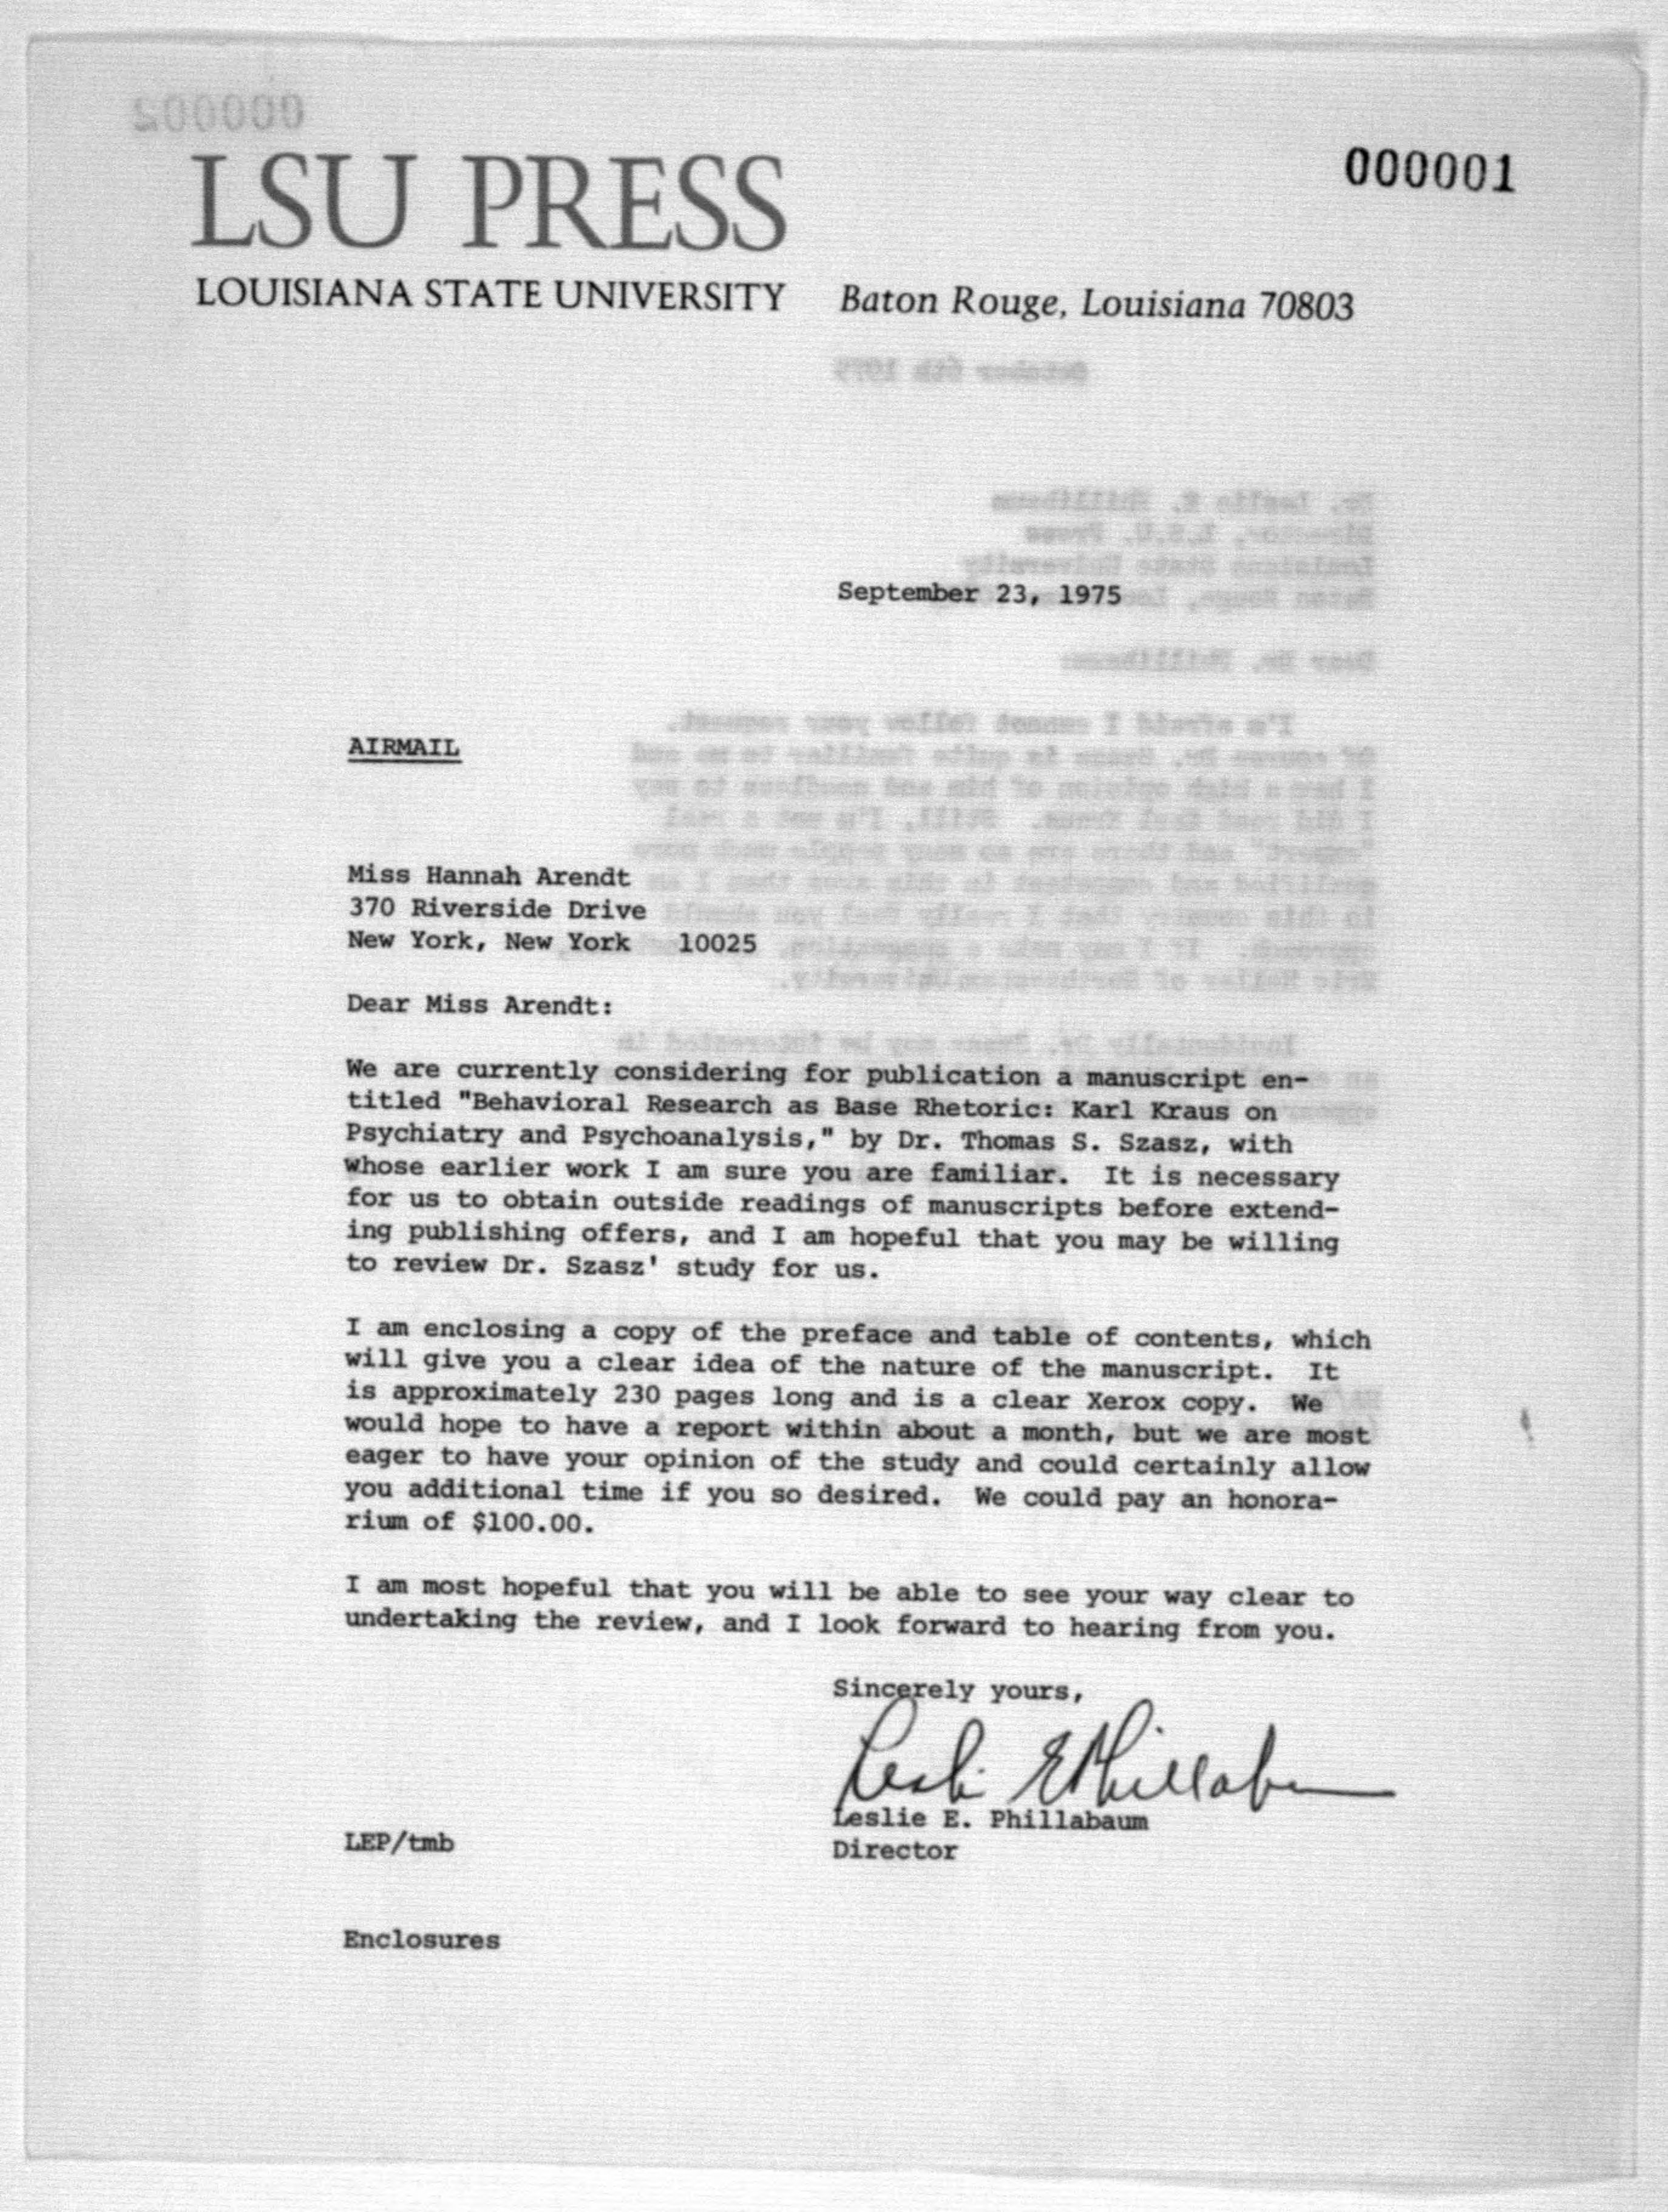 LSU PRESS
000001
LOUISIANA STATE UNIVERSITY Baton Rouge, Louisiana 70803
September 23, 1975
AIRMAIL
Miss Hannah Arendt
370 Riverside Drive
New York, New York 10025
Dear Miss Arendt:
We are currently considering for publication a manuscript en-
titled "Behavioral Research as Base Rhetoric: Karl Kraus on
Psychiatry and Psychoanalysis," by Dr. Thomas S. Szasz, with
whose earlier work I am sure you are familiar. It is necessary
for us to obtain outside readings of manuscripts before extend-
ing publishing offers, and I am hopeful that you may be willing
to review Dr. Szasz' study for us.
I am enclosing a copy of the preface and table of contents, which
will give you a clear idea of the nature of the manuscript. It
is approximately 230 pages long and is a clear Xerox copy. We
would hope to have a report within about a month, but we are most
eager to have your opinion of the study and could certainly allow
you additional time if you so desired. We could pay an honora-
rium of $100.00.
I am most hopeful that you will be able to see your way clear to
undertaking the review, and I look forward to hearing from you.
Sincerely yours,
Leslie E Phillabaum
Leslie E. Phillabaum
LEP/tmb
Director
Enclosures